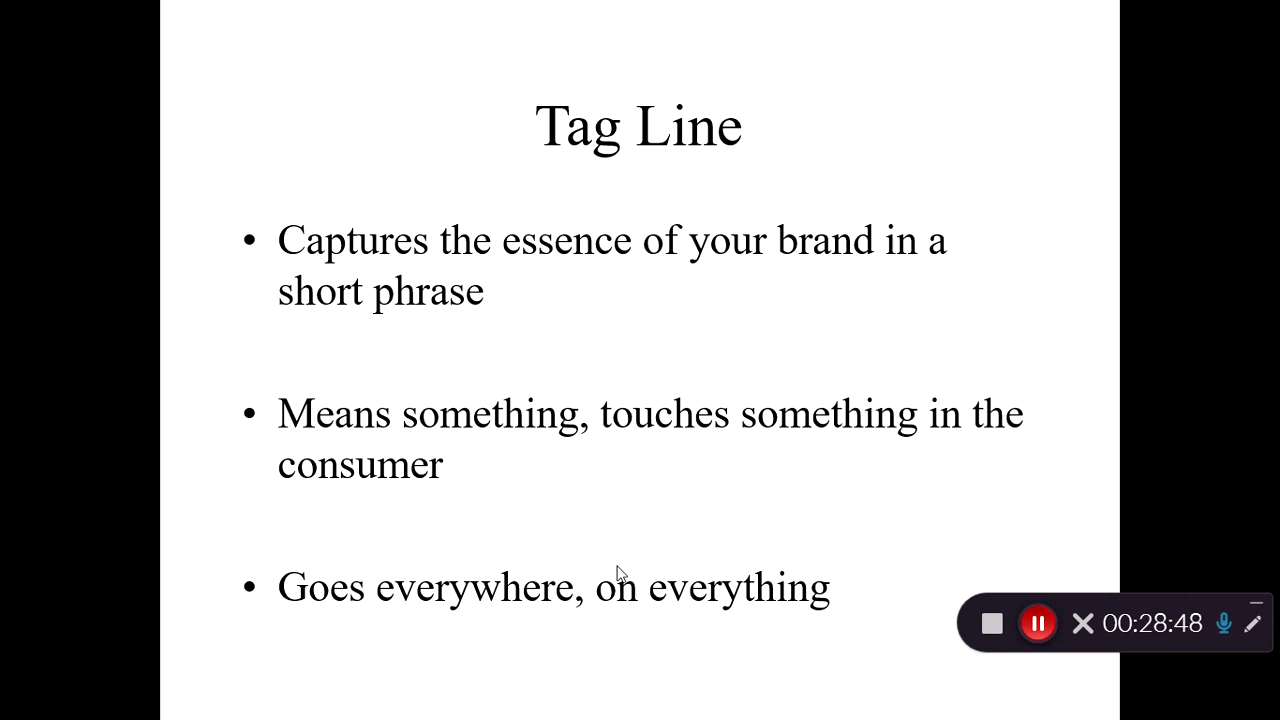 Tag Line
• Captures the essence of your brand in a
short phrase
• Means something, touches something in the
consumer
• Goes everywhere, on everything
00:28:48